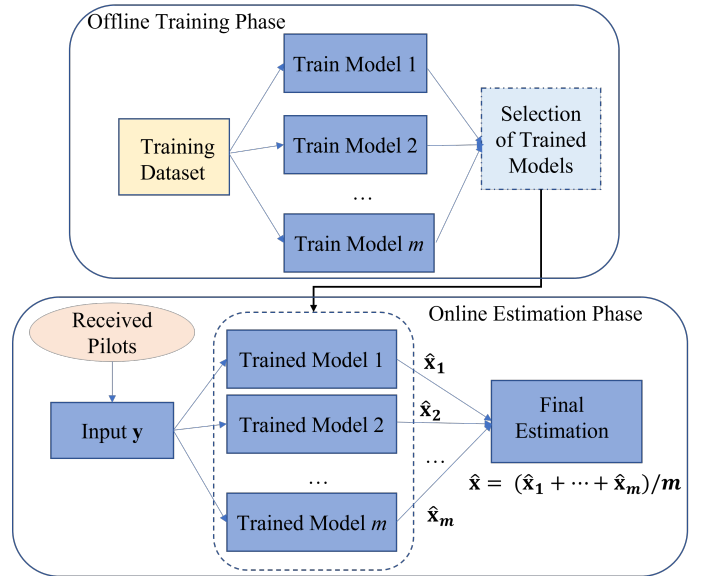 Offline Training Phase
Train Model 1
Training
Dataset
Train Model 2
...
Train Model m
Selection
of Trained
Models
Online Estimation Phase
Received
Pilots
Input y
Trained Model 1
Trained Model 2
...
Trained Model m
x̂₁
x̂₂
...
x̂ₘ
Final
Estimation
x̂ = (x̂₁ + ⋯ + x̂ₘ)/m